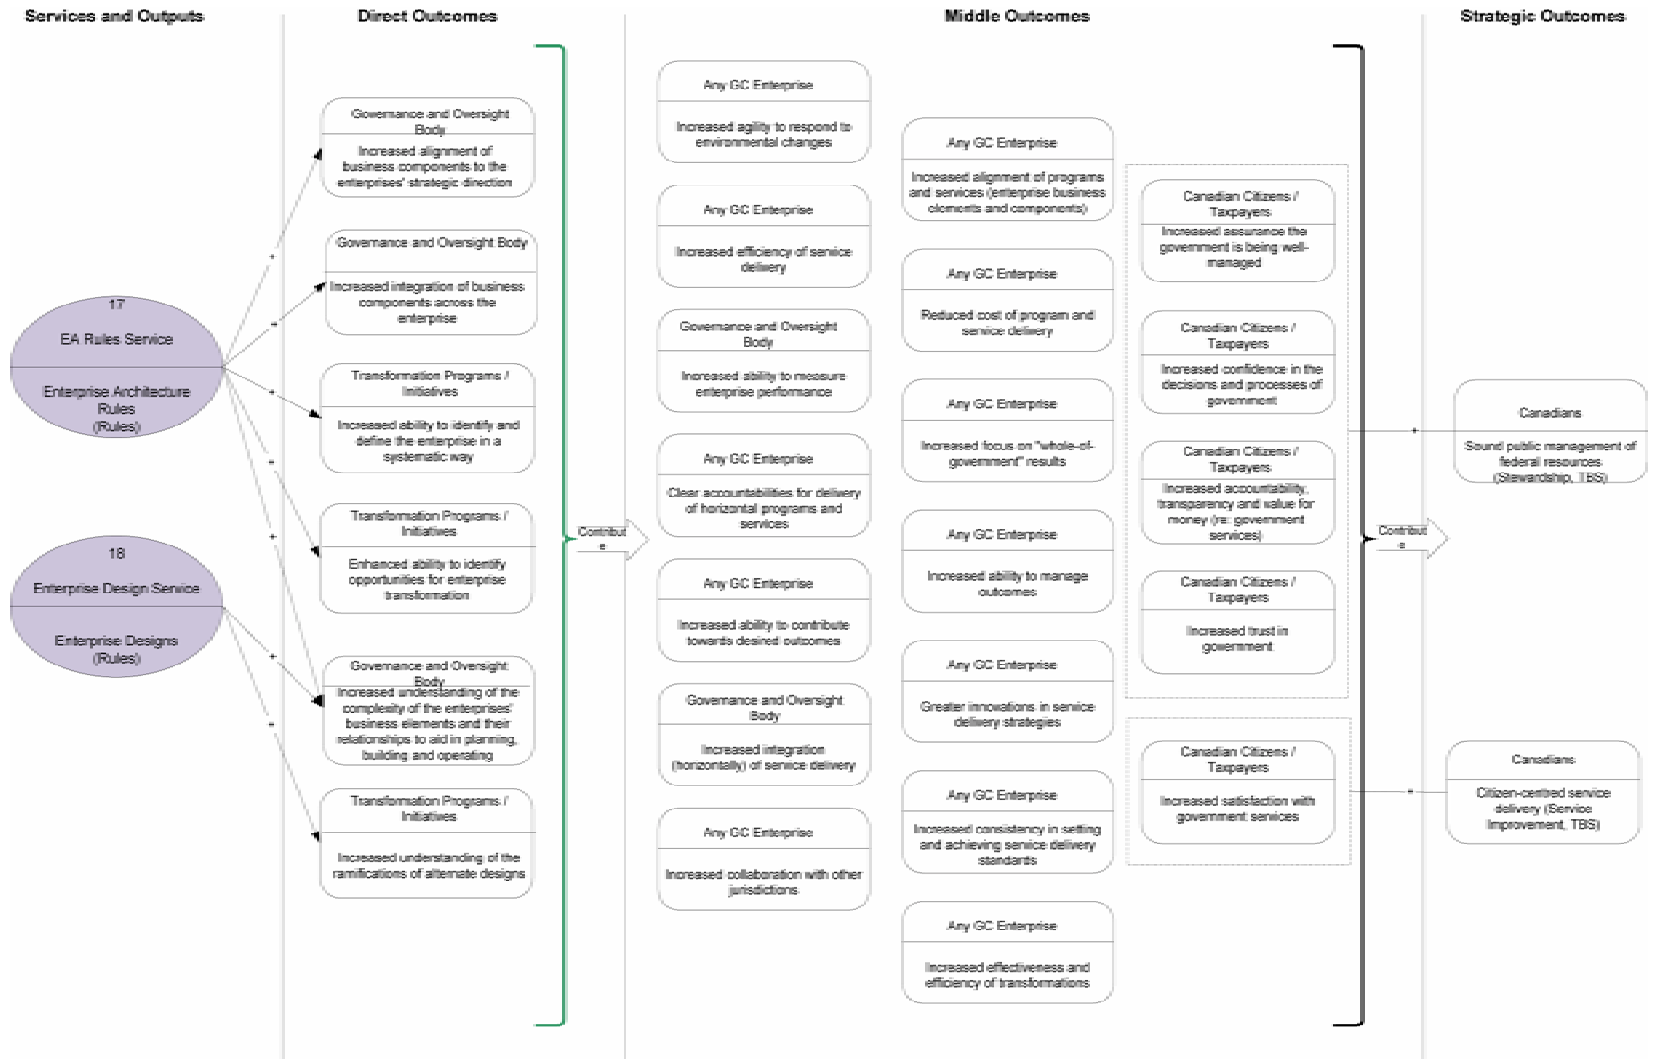 Services and Outputs
Direct Outcomes
Middle Outcomes
Strategic Outcomes
17
EA Rules Service
Enterprise Architecture
Rules
(Rules)
18
Enterprise Design Service
Enterprise Designs
(Rules)
Governance and Oversight
Body
Increased alignment of
business components to the
enterprises' strategic direction
Governance and Oversight Body
Increased integration of business
components across the
enterprise
Transformation Programs /
Initiatives
Increased ability to identify and
define the enterprise in a
systematic way
Transformation Programs /
Initiatives
Enhanced ability to identify
opportunities for enterprise
transformation
Governance and Oversight
Body
Increased understanding of the
complexity of the enterprises'
business elements and their
relationships to aid in planning,
building and operating
Transformation Programs /
Initiatives
Increased understanding of the
ramifications of alternate designs
+
+
+
+
+
+
+
Contribut
e
Any GC Enterprise
Increased agility to respond to
environmental changes
Any GC Enterprise
Increased efficiency of service
delivery
Governance and Oversight
Body
Increased ability to measure
enterprise performance
Any GC Enterprise
Clear accountabilities for delivery
of horizontal programs and
services
Any GC Enterprise
Increased ability to contribute
towards desired outcomes
Governance and Oversight
Body
Increased integration
(horizontally) of service delivery
Any GC Enterprise
Increased collaboration with other
jurisdictions
Any GC Enterprise
Increased alignment of programs
and services (enterprise business
elements and components)
Any GC Enterprise
Reduced cost of program and
service delivery
Any GC Enterprise
Increased focus on "whole-of-
government" results
Any GC Enterprise
Increased ability to manage
outcomes
Any GC Enterprise
Greater innovations in service
delivery strategies
Any GC Enterprise
Increased consistency in setting
and achieving service delivery
standards
Any GC Enterprise
Increased effectiveness and
efficiency of transformations
Canadian Citizens /
Taxpayers
Increased assurance the
government is being well-
managed
Canadian Citizens /
Taxpayers
Increased confidence in the
decisions and processes of
government
Canadian Citizens /
Taxpayers
Increased accountability,
transparency and value for
money (re: government
services)
Canadian Citizens /
Taxpayers
Increased trust in
government
Canadian Citizens /
Taxpayers
Increased satisfaction with
government services
+
+
Contribut
e
Canadians
Sound public management of
federal resources
(Stewardship, TBS)
Canadians
Citizen-centred service
delivery (Service
Improvement, TBS)